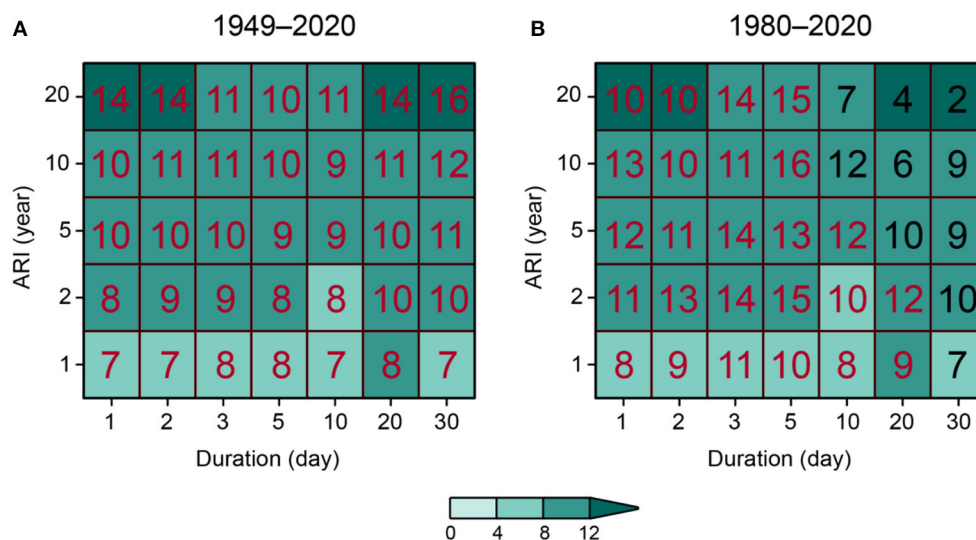 A 1949–2020
B 1980–2020
ARI (year)
20 14 14 11 10 11 14 16
10 10 11 11 10 9 11 12
5 10 10 10 9 9 10 11
2 8 9 9 8 8 10 10
1 7 7 8 8 7 8 7
1 2 3 5 10 20 30
Duration (day)
ARI (year)
20 10 10 14 15 7 4 2
10 13 10 11 16 12 6 9
5 12 11 14 13 12 10 9
2 11 13 14 15 10 12 10
1 8 9 11 10 8 9 7
1 2 3 5 10 20 30
Duration (day)
0 4 8 12